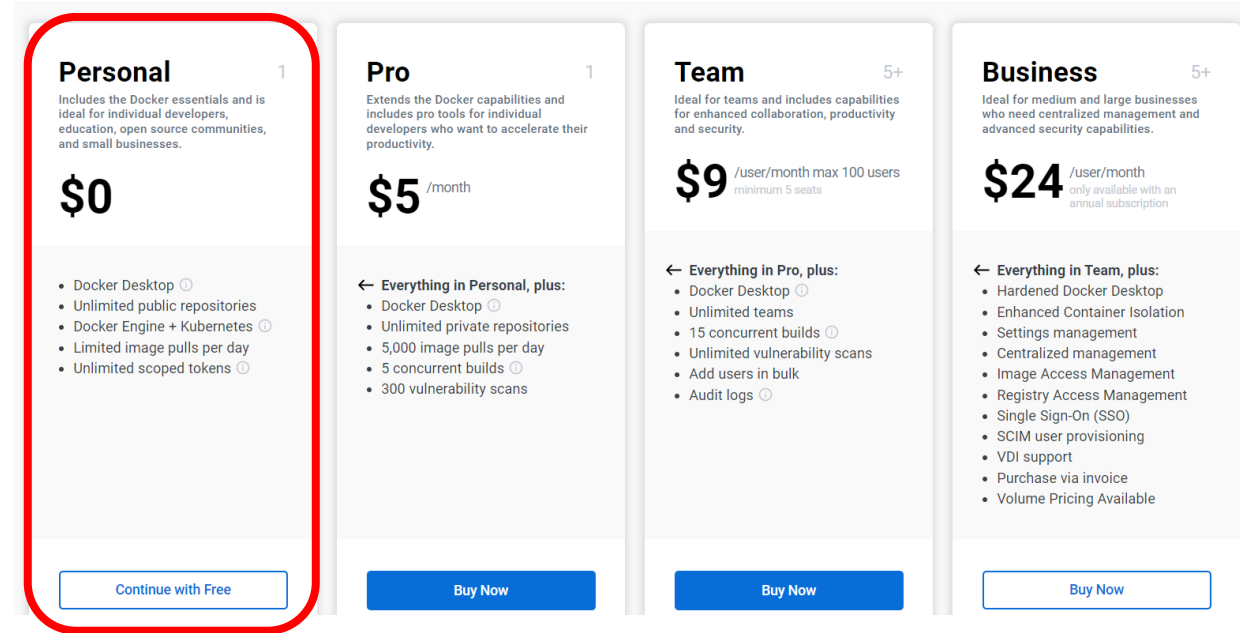 Personal 1
Includes the Docker essentials and is
ideal for individual developers,
education, open source communities,
and small businesses.
$0
Docker Desktop
Unlimited public repositories
Docker Engine + Kubernetes
Limited image pulls per day
Unlimited scoped tokens
Continue with Free
Pro 1
Extends the Docker capabilities and
includes pro tools for individual
developers who want to accelerate their
productivity.
$5 /month
Everything in Personal, plus:
Docker Desktop
Unlimited private repositories
5,000 image pulls per day
5 concurrent builds
300 vulnerability scans
Buy Now
Team 5+
Ideal for teams and includes capabilities
for enhanced collaboration, productivity
and security.
$9 /user/month max 100 users
minimum 5 seats
Everything in Pro, plus:
Docker Desktop
Unlimited teams
15 concurrent builds
Unlimited vulnerability scans
Add users in bulk
Audit logs
Buy Now
Business 5+
Ideal for medium and large businesses
who need centralized management and
advanced security capabilities.
$24 /user/month
only available with an
annual subscription
Everything in Team, plus:
Hardened Docker Desktop
Enhanced Container Isolation
Settings management
Centralized management
Image Access Management
Registry Access Management
Single Sign-On (SSO)
SCIM user provisioning
VDI support
Purchase via invoice
Volume Pricing Available
Buy Now